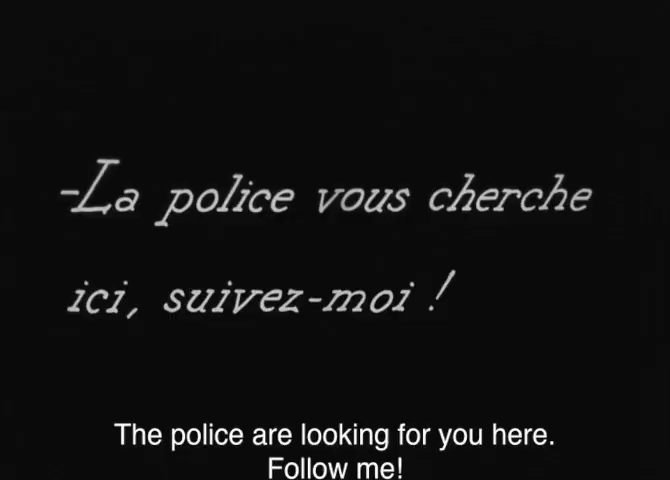 -La police vous cherche
ici, suivez-moi !
The police are looking for you here.
Follow me!